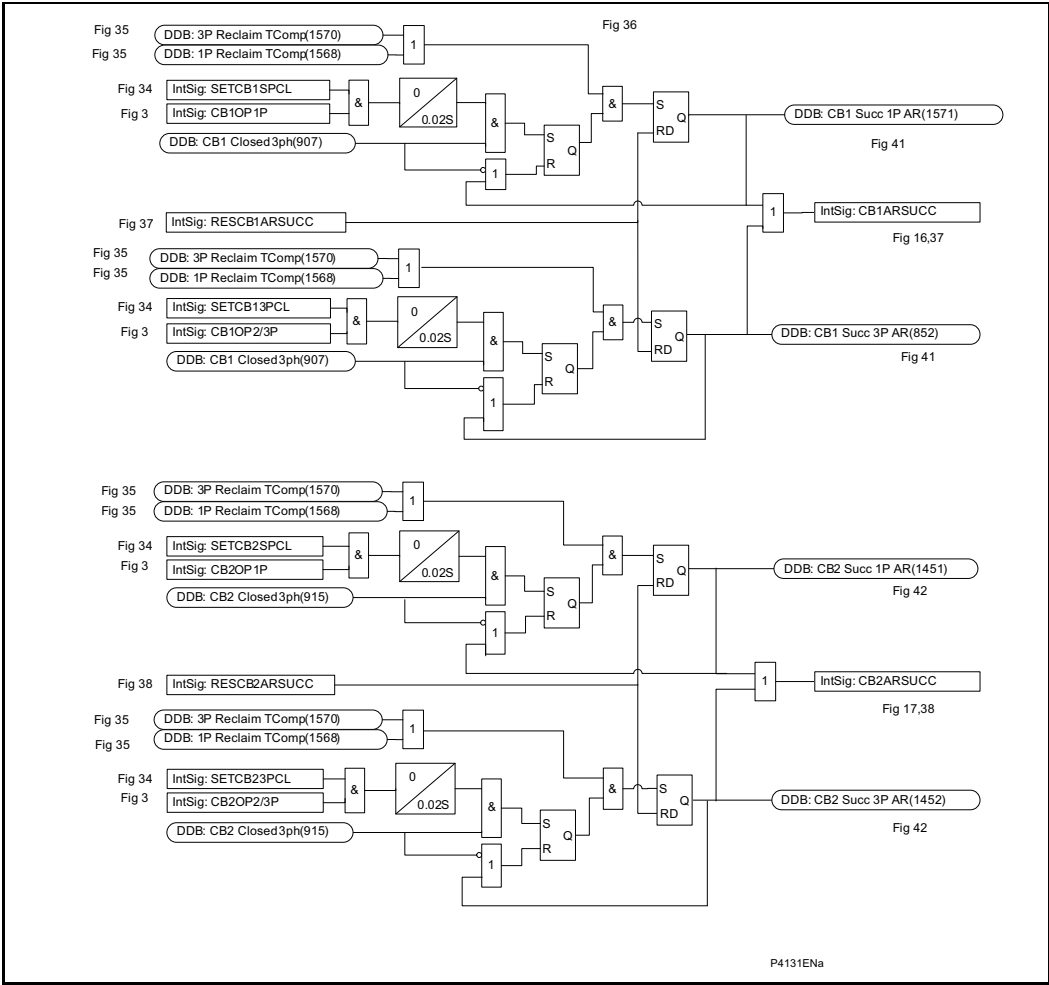 Fig 36
Fig 35
DDB: 3P Reclaim TComp(1570)
Fig 35
DDB: 1P Reclaim TComp(1568)
1
Fig 34
IntSig: SETCB1SPCL
Fig 3
IntSig: CB1OP1P
&
0
0.02S
&
&
S
Q
RD
DDB: CB1 Succ 1P AR(1571)
Fig 41
DDB: CB1 Closed 3ph(907)
S
Q
R
1
Fig 37
IntSig: RESCB1ARSUCC
1
IntSig: CB1ARSUCC
Fig 16,37
Fig 35
DDB: 3P Reclaim TComp(1570)
Fig 35
DDB: 1P Reclaim TComp(1568)
1
Fig 34
IntSig: SETCB13PCL
Fig 3
IntSig: CB1OP2/3P
&
0
0.02S
&
&
S
Q
RD
DDB: CB1 Succ 3P AR(852)
Fig 41
DDB: CB1 Closed 3ph(907)
S
Q
R
1
Fig 35
DDB: 3P Reclaim TComp(1570)
Fig 35
DDB: 1P Reclaim TComp(1568)
1
Fig 34
IntSig: SETCB2SPCL
Fig 3
IntSig: CB2OP1P
&
0
0.02S
&
&
S
Q
RD
DDB: CB2 Succ 1P AR(1451)
Fig 42
DDB: CB2 Closed 3ph(915)
S
Q
R
1
Fig 38
IntSig: RESCB2ARSUCC
1
IntSig: CB2ARSUCC
Fig 17,38
Fig 35
DDB: 3P Reclaim TComp(1570)
Fig 35
DDB: 1P Reclaim TComp(1568)
1
Fig 34
IntSig: SETCB23PCL
Fig 3
IntSig: CB2OP2/3P
&
0
0.02S
&
&
S
Q
RD
DDB: CB2 Succ 3P AR(1452)
Fig 42
DDB: CB2 Closed 3ph(915)
S
Q
R
1
P4131ENa